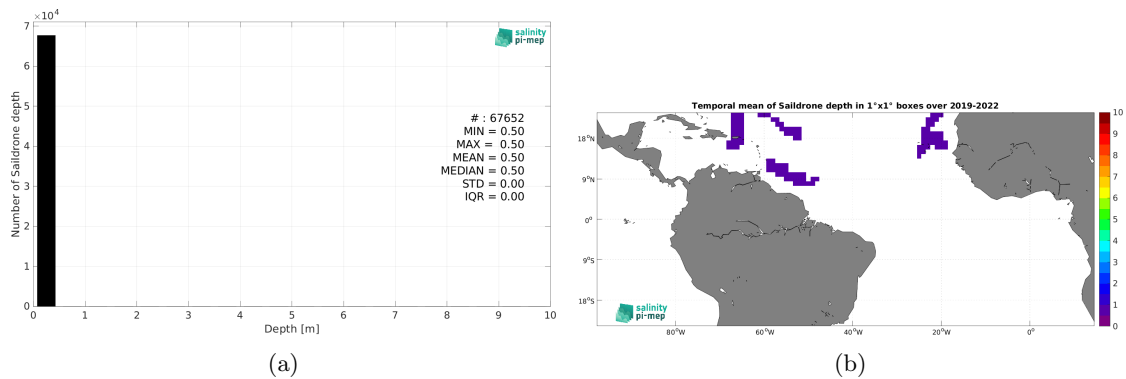 ×10⁴
7
6
5
4
3
2
1
0
Number of Saildrone depth
salinity
pi-mep
# : 67652
MIN = 0.50
MAX = 0.50
MEAN = 0.50
MEDIAN = 0.50
STD = 0.00
IQR = 0.00
0 1 2 3 4 5 6 7 8 9 10
Depth [m]
(a)
Temporal mean of Saildrone depth in 1°x1° boxes over 2019-2022
18°N
9°N
0°
9°S
18°S
salinity
pi-mep
80°W 60°W 40°W 20°W 0°
10
9
8
7
6
5
4
3
2
1
0
(b)